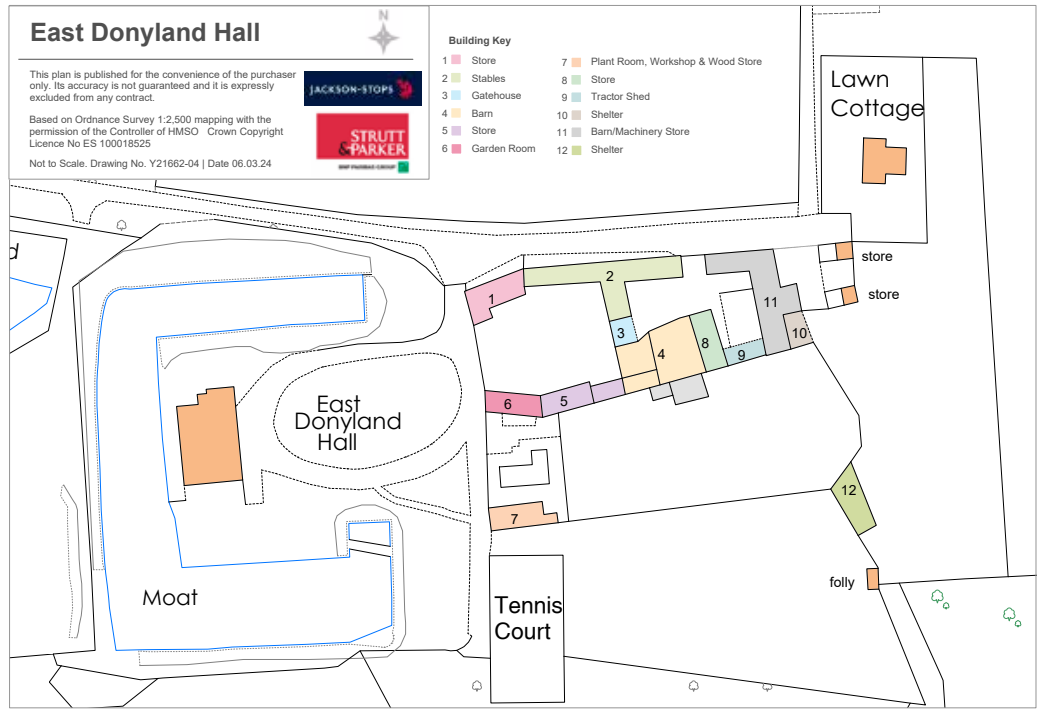 East Donyland Hall
N
This plan is published for the convenience of the purchaser
only. Its accuracy is not guaranteed and it is expressly
excluded from any contract.
JACKSON-STOPS
Based on Ordnance Survey 1:2,500 mapping with the
permission of the Controller of HMSO Crown Copyright
Licence No ES 100018525
STRUTT
&PARKER
BNP PARIBAS GROUP
Not to Scale. Drawing No. Y21662-04 | Date 06.03.24
Building Key
1 Store
2 Stables
3 Gatehouse
4 Barn
5 Store
6 Garden Room
7 Plant Room, Workshop & Wood Store
8 Store
9 Tractor Shed
10 Shelter
11 Barn/Machinery Store
12 Shelter
Lawn
Cottage
d
store
store
2
1
11
3
10
4
8
9
6
5
East
Donyland
Hall
12
7
folly
Moat
Tennis
Court